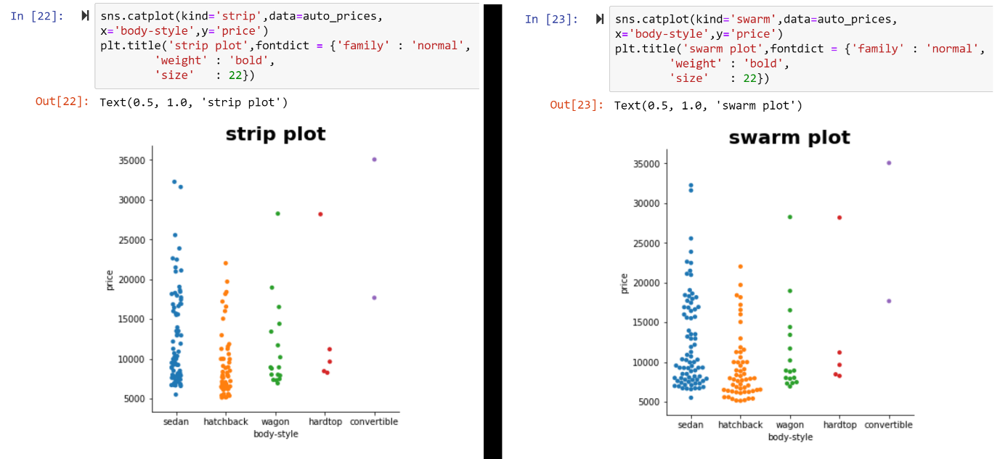 In [22]:
sns.catplot(kind='strip',data=auto_prices,
x='body-style',y='price')
plt.title('strip plot',fontdict = {'family' : 'normal',
        'weight' : 'bold',
        'size'   : 22})
Out[22]: Text(0.5, 1.0, 'strip plot')
strip plot
35000
30000
25000
20000
15000
10000
5000
price
sedan hatchback wagon hardtop convertible
body-style
In [23]:
sns.catplot(kind='swarm',data=auto_prices,
x='body-style',y='price')
plt.title('swarm plot',fontdict = {'family' : 'normal',
        'weight' : 'bold',
        'size'   : 22})
Out[23]: Text(0.5, 1.0, 'swarm plot')
swarm plot
35000
30000
25000
20000
15000
10000
5000
price
sedan hatchback wagon hardtop convertible
body-style